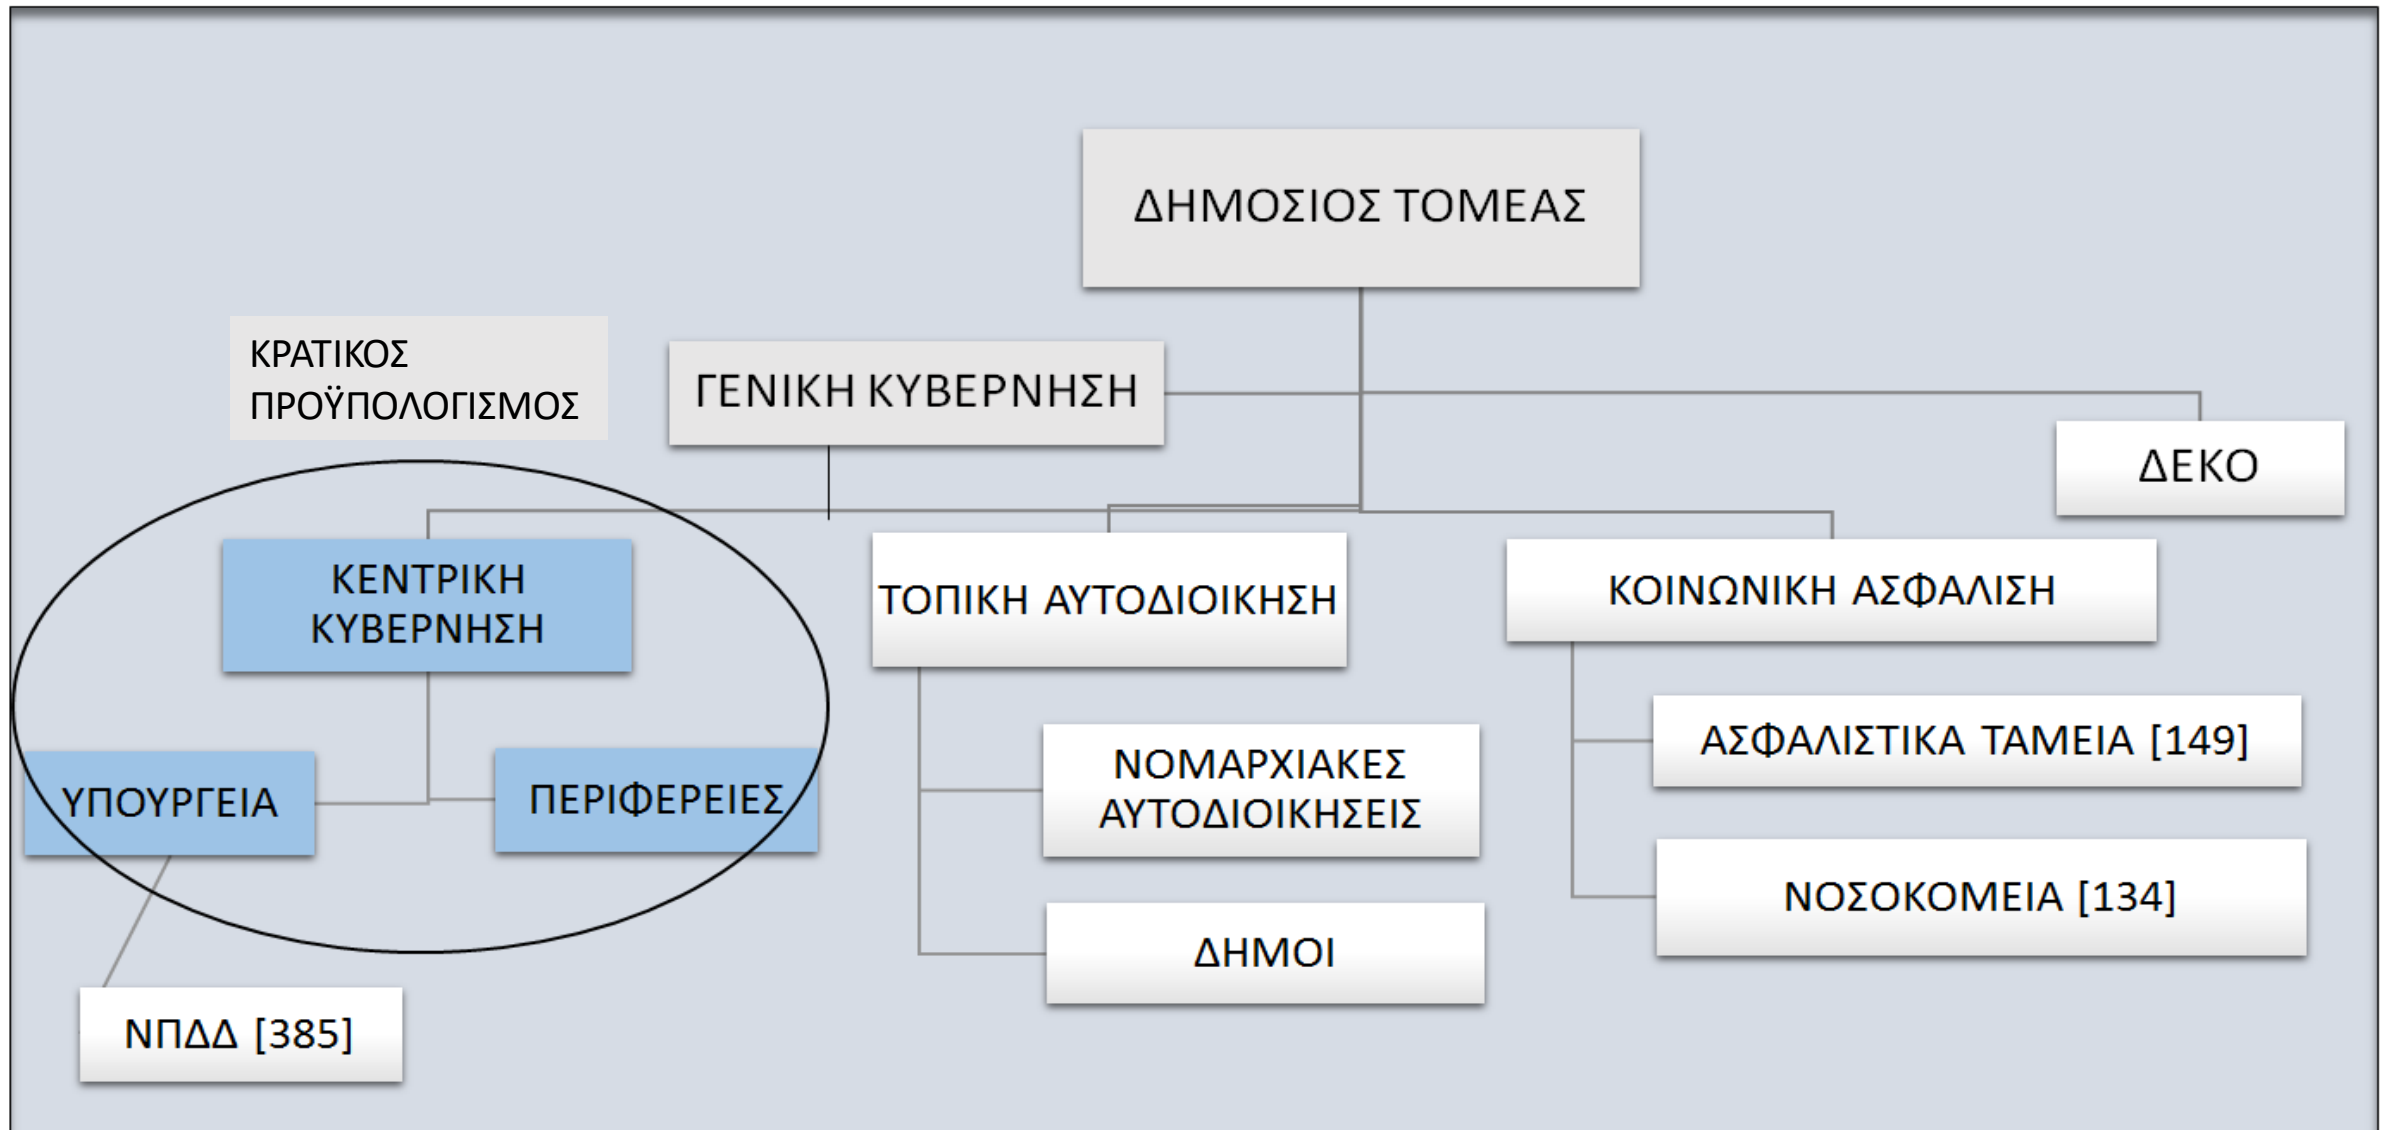 ΔΗΜΟΣΙΟΣ ΤΟΜΕΑΣ
ΚΡΑΤΙΚΟΣ
ΠΡΟΫΠΟΛΟΓΙΣΜΟΣ
ΓΕΝΙΚΗ ΚΥΒΕΡΝΗΣΗ
ΔΕΚΟ
ΚΕΝΤΡΙΚΗ
ΚΥΒΕΡΝΗΣΗ
ΤΟΠΙΚΗ ΑΥΤΟΔΙΟΙΚΗΣΗ
ΚΟΙΝΩΝΙΚΗ ΑΣΦΑΛΙΣΗ
ΥΠΟΥΡΓΕΙΑ
ΠΕΡΙΦΕΡΕΙΕΣ
ΝΟΜΑΡΧΙΑΚΕΣ
ΑΥΤΟΔΙΟΙΚΗΣΕΙΣ
ΑΣΦΑΛΙΣΤΙΚΑ ΤΑΜΕΙΑ [149]
ΔΗΜΟΙ
ΝΟΣΟΚΟΜΕΙΑ [134]
ΝΠΔΔ [385]